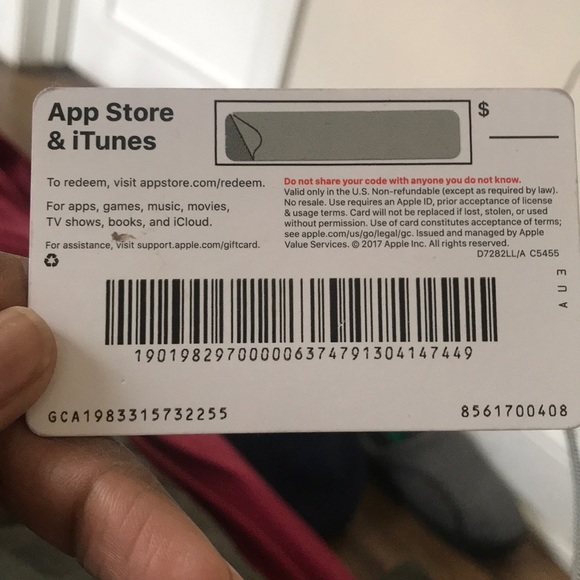 App Store
& iTunes
$
To redeem, visit appstore.com/redeem.
For apps, games, music, movies,
TV shows, books, and iCloud.
For assistance, visit support.apple.com/giftcard.
Do not share your code with anyone you do not know.
Valid only in the U.S. Non-refundable (except as required by law).
No resale. Use requires an Apple ID, prior acceptance of license
& usage terms. Card will not be replaced if lost, stolen, or used
without permission. Use of card constitutes acceptance of terms;
see apple.com/us/go/legal/gc. Issued and managed by Apple
Value Services. © 2017 Apple Inc. All rights reserved.
D7282LL/A C5455
AU3
190198297000006374791304147449
GCA1983315732255
8561700408